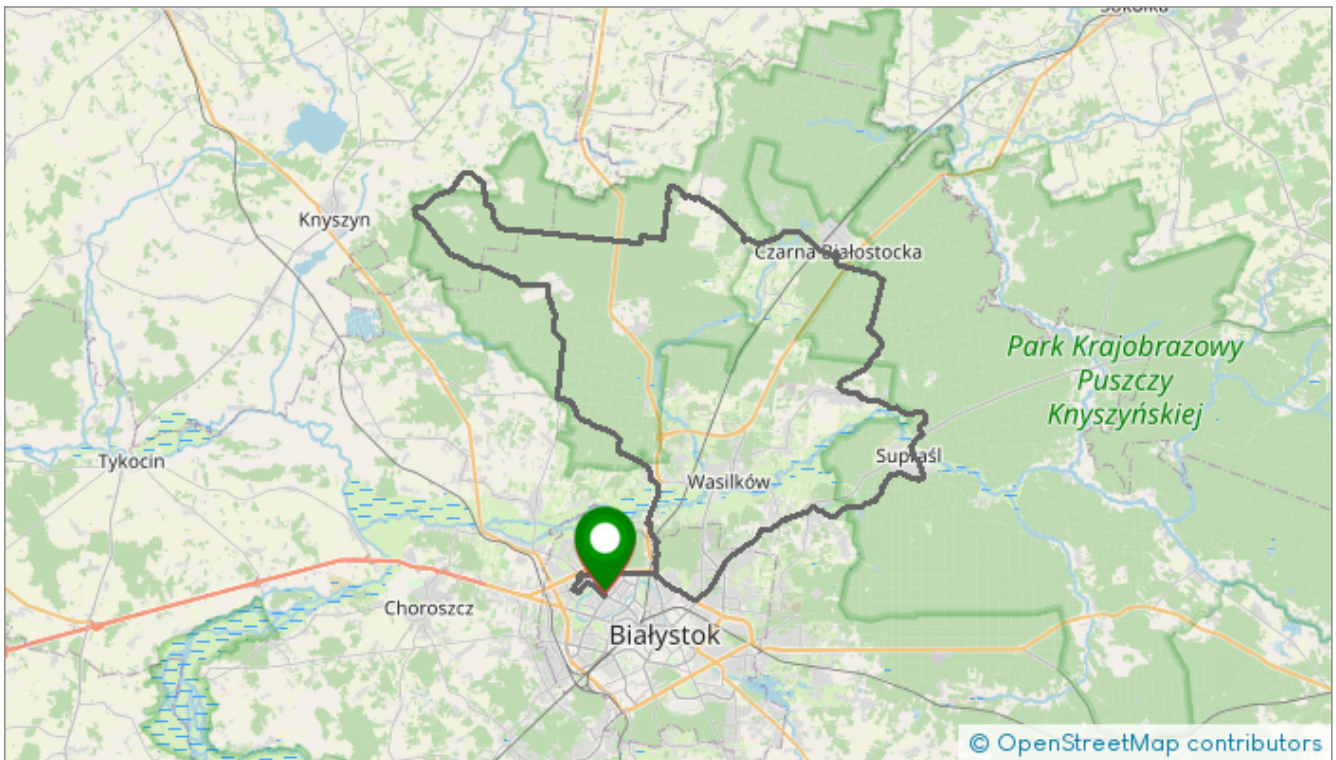 Sokółka
Knyszyn
Czarna Białostocka
Park Krajobrazowy
Puszczy
Knyszyńskiej
Tykocin
Supraśl
Wasilków
Choroszcz
Białystok
© OpenStreetMap contributors